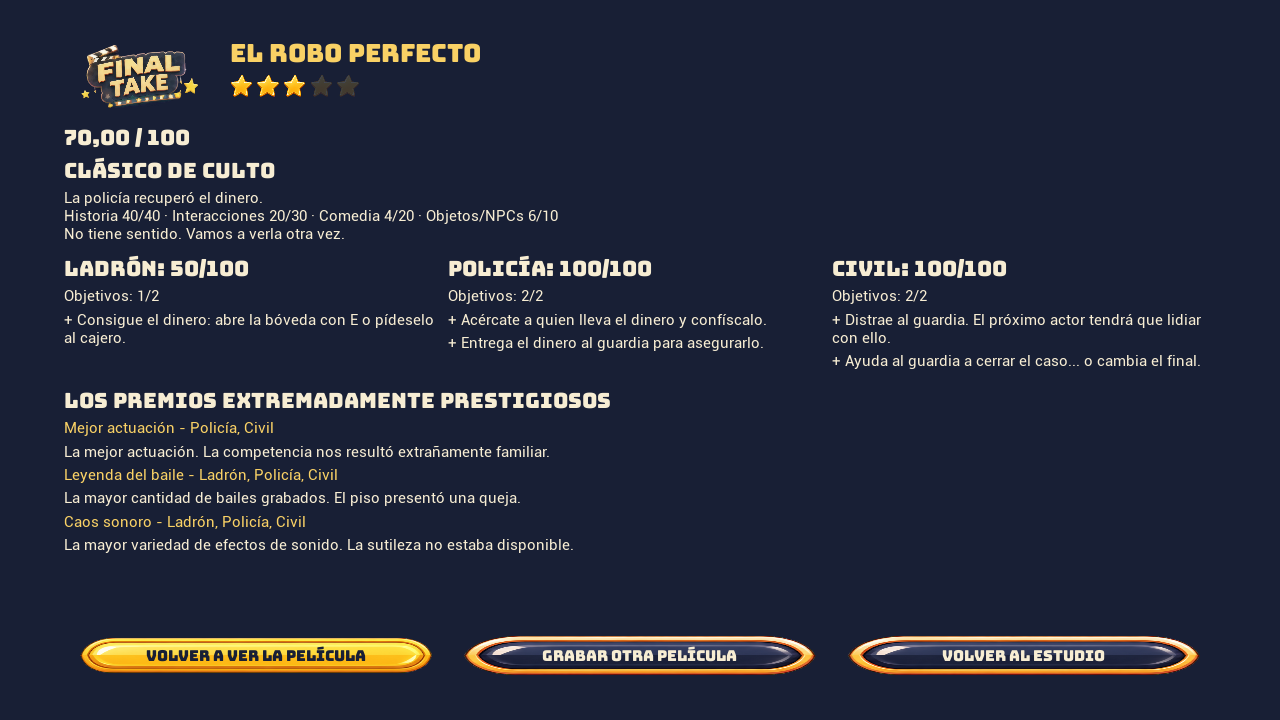 FINAL TAKE
EL ROBO PERFECTO
70,00 / 100
CLÁSICO DE CULTO
La policía recuperó el dinero.
Historia 40/40 · Interacciones 20/30 · Comedia 4/20 · Objetos/NPCs 6/10
No tiene sentido. Vamos a verla otra vez.
LADRÓN: 50/100
Objetivos: 1/2
+ Consigue el dinero: abre la bóveda con E o pídeselo
al cajero.
POLICÍA: 100/100
Objetivos: 2/2
+ Acércate a quien lleva el dinero y confíscalo.
+ Entrega el dinero al guardia para asegurarlo.
CIVIL: 100/100
Objetivos: 2/2
+ Distrae al guardia. El próximo actor tendrá que lidiar
con ello.
+ Ayuda al guardia a cerrar el caso... o cambia el final.
LOS PREMIOS EXTREMADAMENTE PRESTIGIOSOS
Mejor actuación - Policía, Civil
La mejor actuación. La competencia nos resultó extrañamente familiar.
Leyenda del baile - Ladrón, Policía, Civil
La mayor cantidad de bailes grabados. El piso presentó una queja.
Caos sonoro - Ladrón, Policía, Civil
La mayor variedad de efectos de sonido. La sutileza no estaba disponible.
VOLVER A VER LA PELÍCULA
GRABAR OTRA PELÍCULA
VOLVER AL ESTUDIO